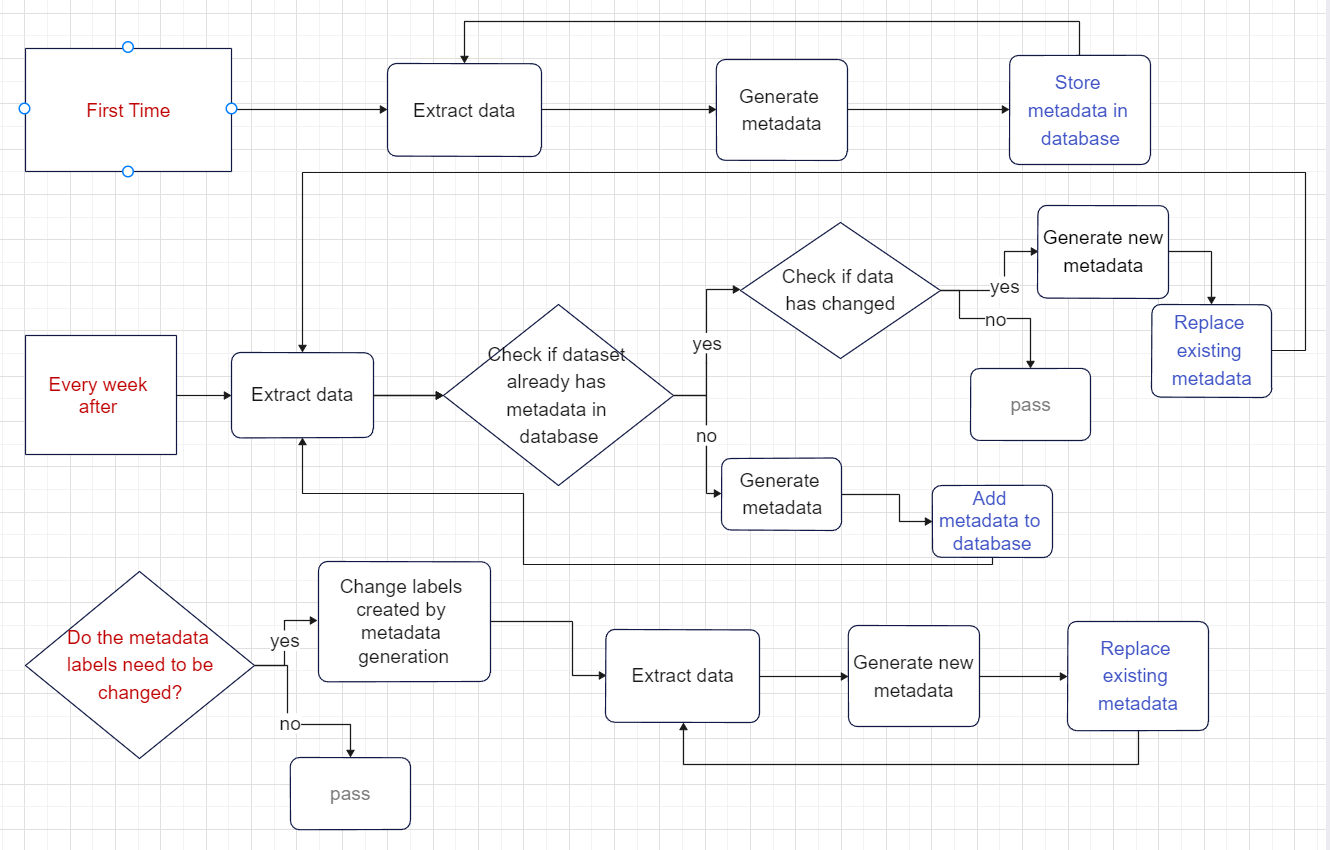 First Time
Extract data
Generate
metadata
Store
metadata in
database
Every week
after
Extract data
Check if dataset
already has
metadata in
database
yes
no
Check if data
has changed
yes
no
Generate new
metadata
Replace
existing
metadata
pass
Generate
metadata
Add
metadata to
database
Do the metadata
labels need to be
changed?
yes
no
Change labels
created by
metadata
generation
pass
Extract data
Generate new
metadata
Replace
existing
metadata